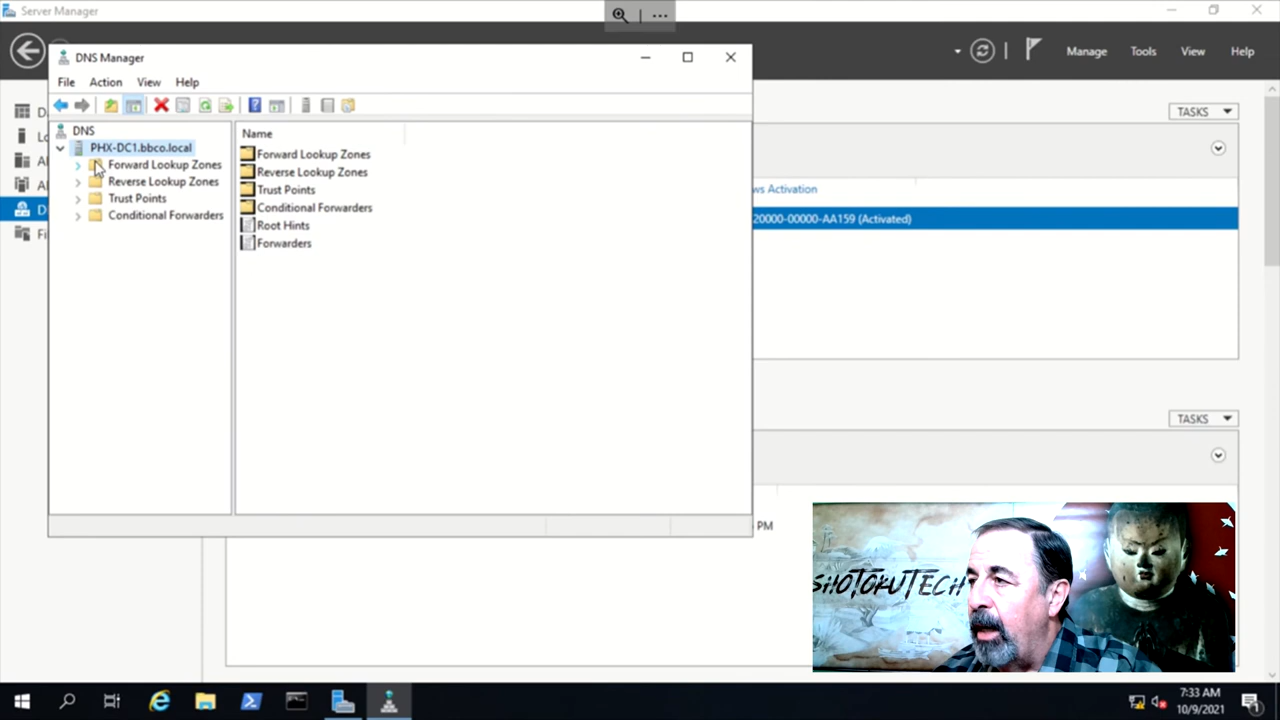 Server Manager
Manage
Tools
View
Help
DNS Manager
File
Action
View
Help
DNS
PHX-DC1.bbco.local
Forward Lookup Zones
Reverse Lookup Zones
Trust Points
Conditional Forwarders
Name
Forward Lookup Zones
Reverse Lookup Zones
Trust Points
Conditional Forwarders
Root Hints
Forwarders
TASKS
Activation
20000-00000-AA159 (Activated)
TASKS
PM
SHOTOKUTECH
7:33 AM
10/9/2021
1